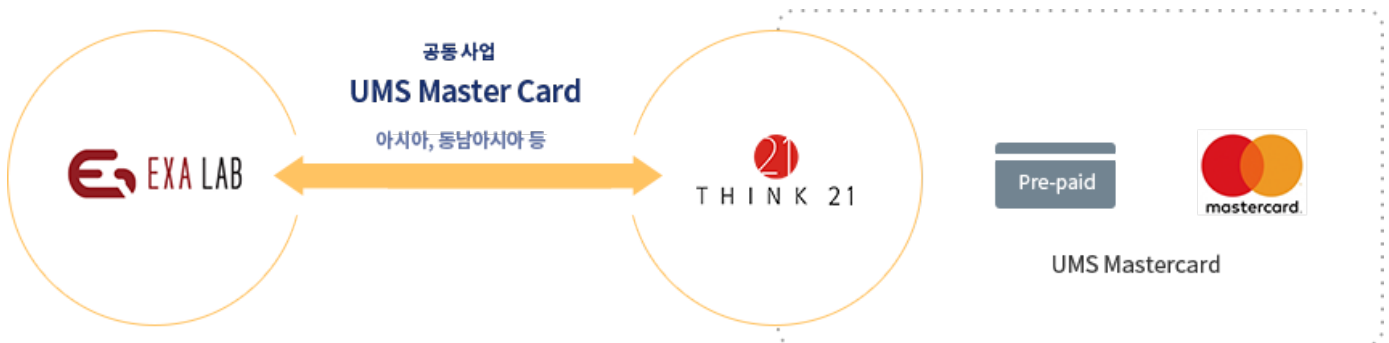 공동 사업
UMS Master Card
아시아, 동남아시아 등
EXA LAB
21
THINK 21
Pre-paid
mastercard.
UMS Mastercard